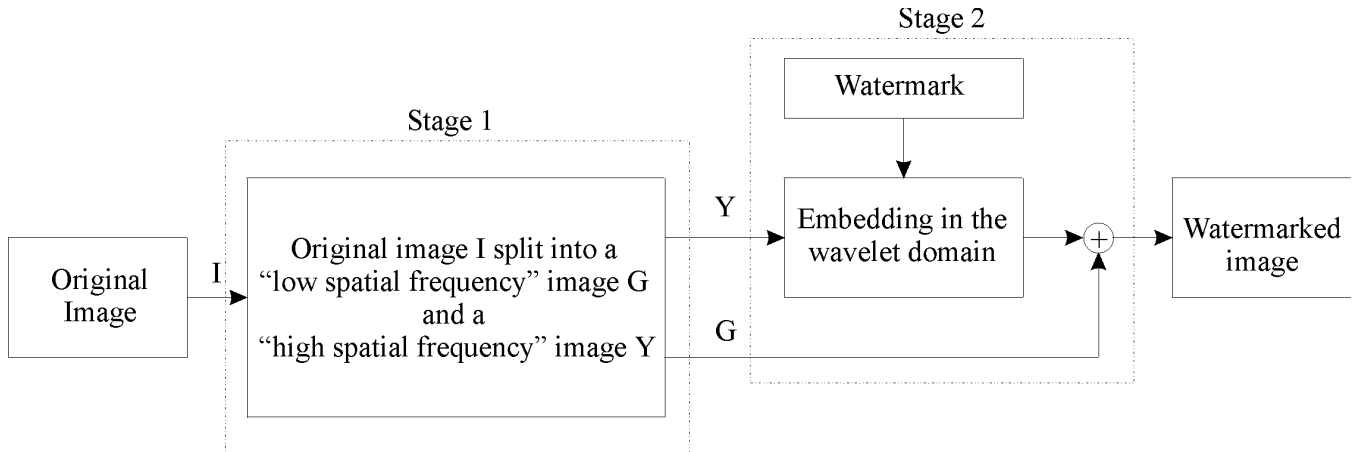 Stage 2
Watermark
Stage 1
Y
Embedding in the
wavelet domain
Original image I split into a
“low spatial frequency” image G
and a
“high spatial frequency” image Y
Original
Image
I
G
+
Watermarked
image